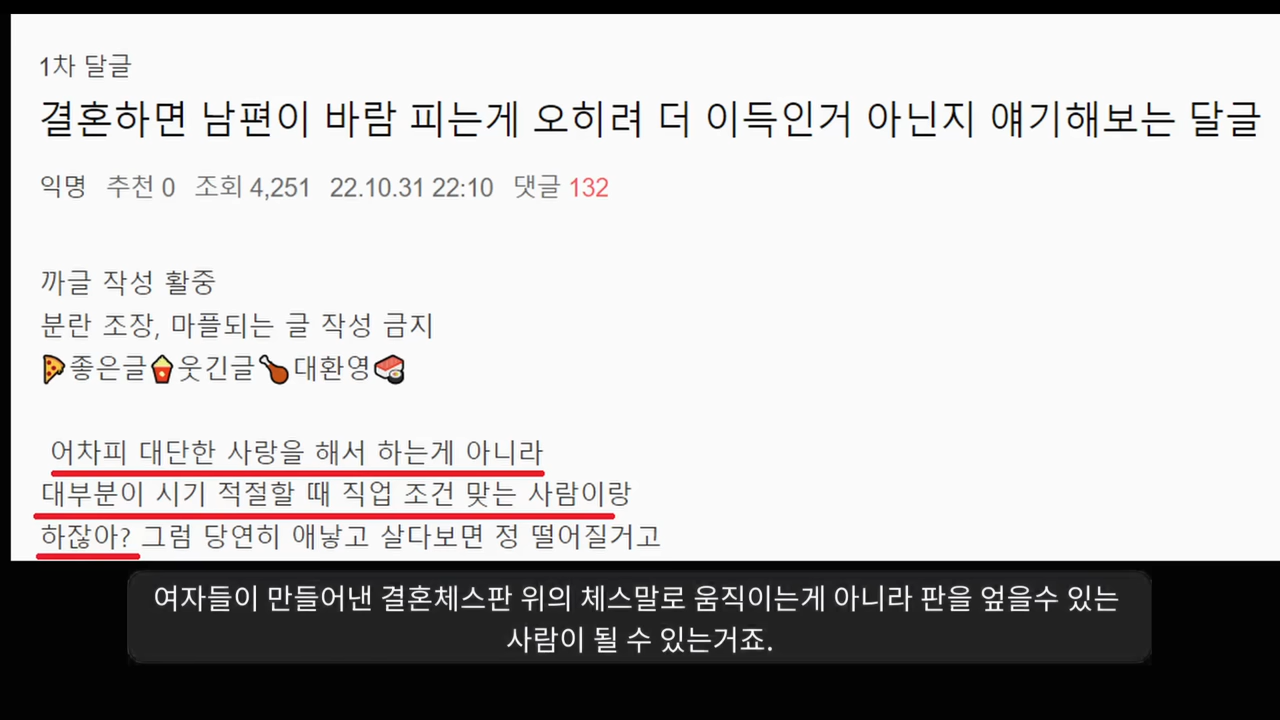 1차 달글
결혼하면 남편이 바람 피는게 오히려 더 이득인거 아닌지 얘기해보는 달글
익명 추천 0 조회 4,251 22.10.31 22:10 댓글 132
까글 작성 활중
분란 조장, 마플되는 글 작성 금지
🍕좋은글🍿웃긴글🍗대환영🍣
어차피 대단한 사랑을 해서 하는게 아니라
대부분이 시기 적절할 때 직업 조건 맞는 사람이랑
하잖아? 그럼 당연히 애낳고 살다보면 정 떨어질거고
여자들이 만들어낸 결혼체스판 위의 체스말로 움직이는게 아니라 판을 엎을수 있는
사람이 될 수 있는거죠.